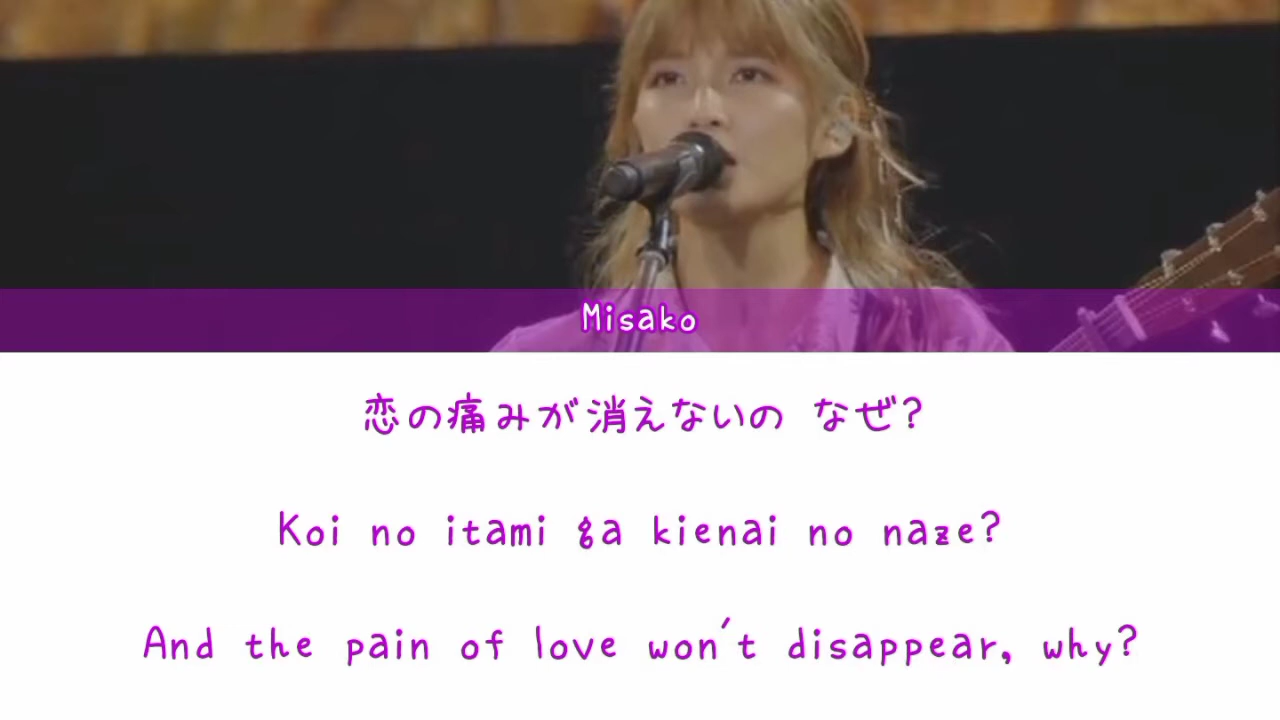 Misako
恋の痛みが消えないの なぜ?
Koi no itami ga kienai no naze?
And the pain of love won't disappear, why?